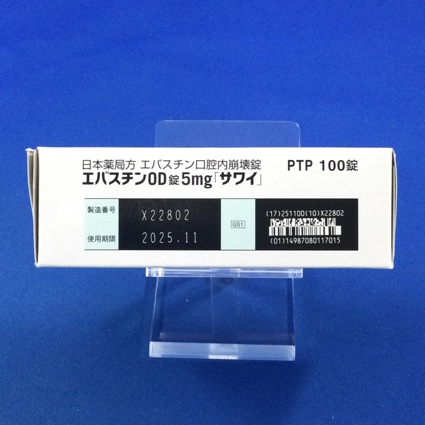 日本薬局方 エバスチン口腔内崩壊錠
エバスチンOD錠5mg「サワイ」
PTP 100錠
製造番号 X22802
使用期限 2025.11
GS1
(17)251100(10)X22802
(01)14987080117015